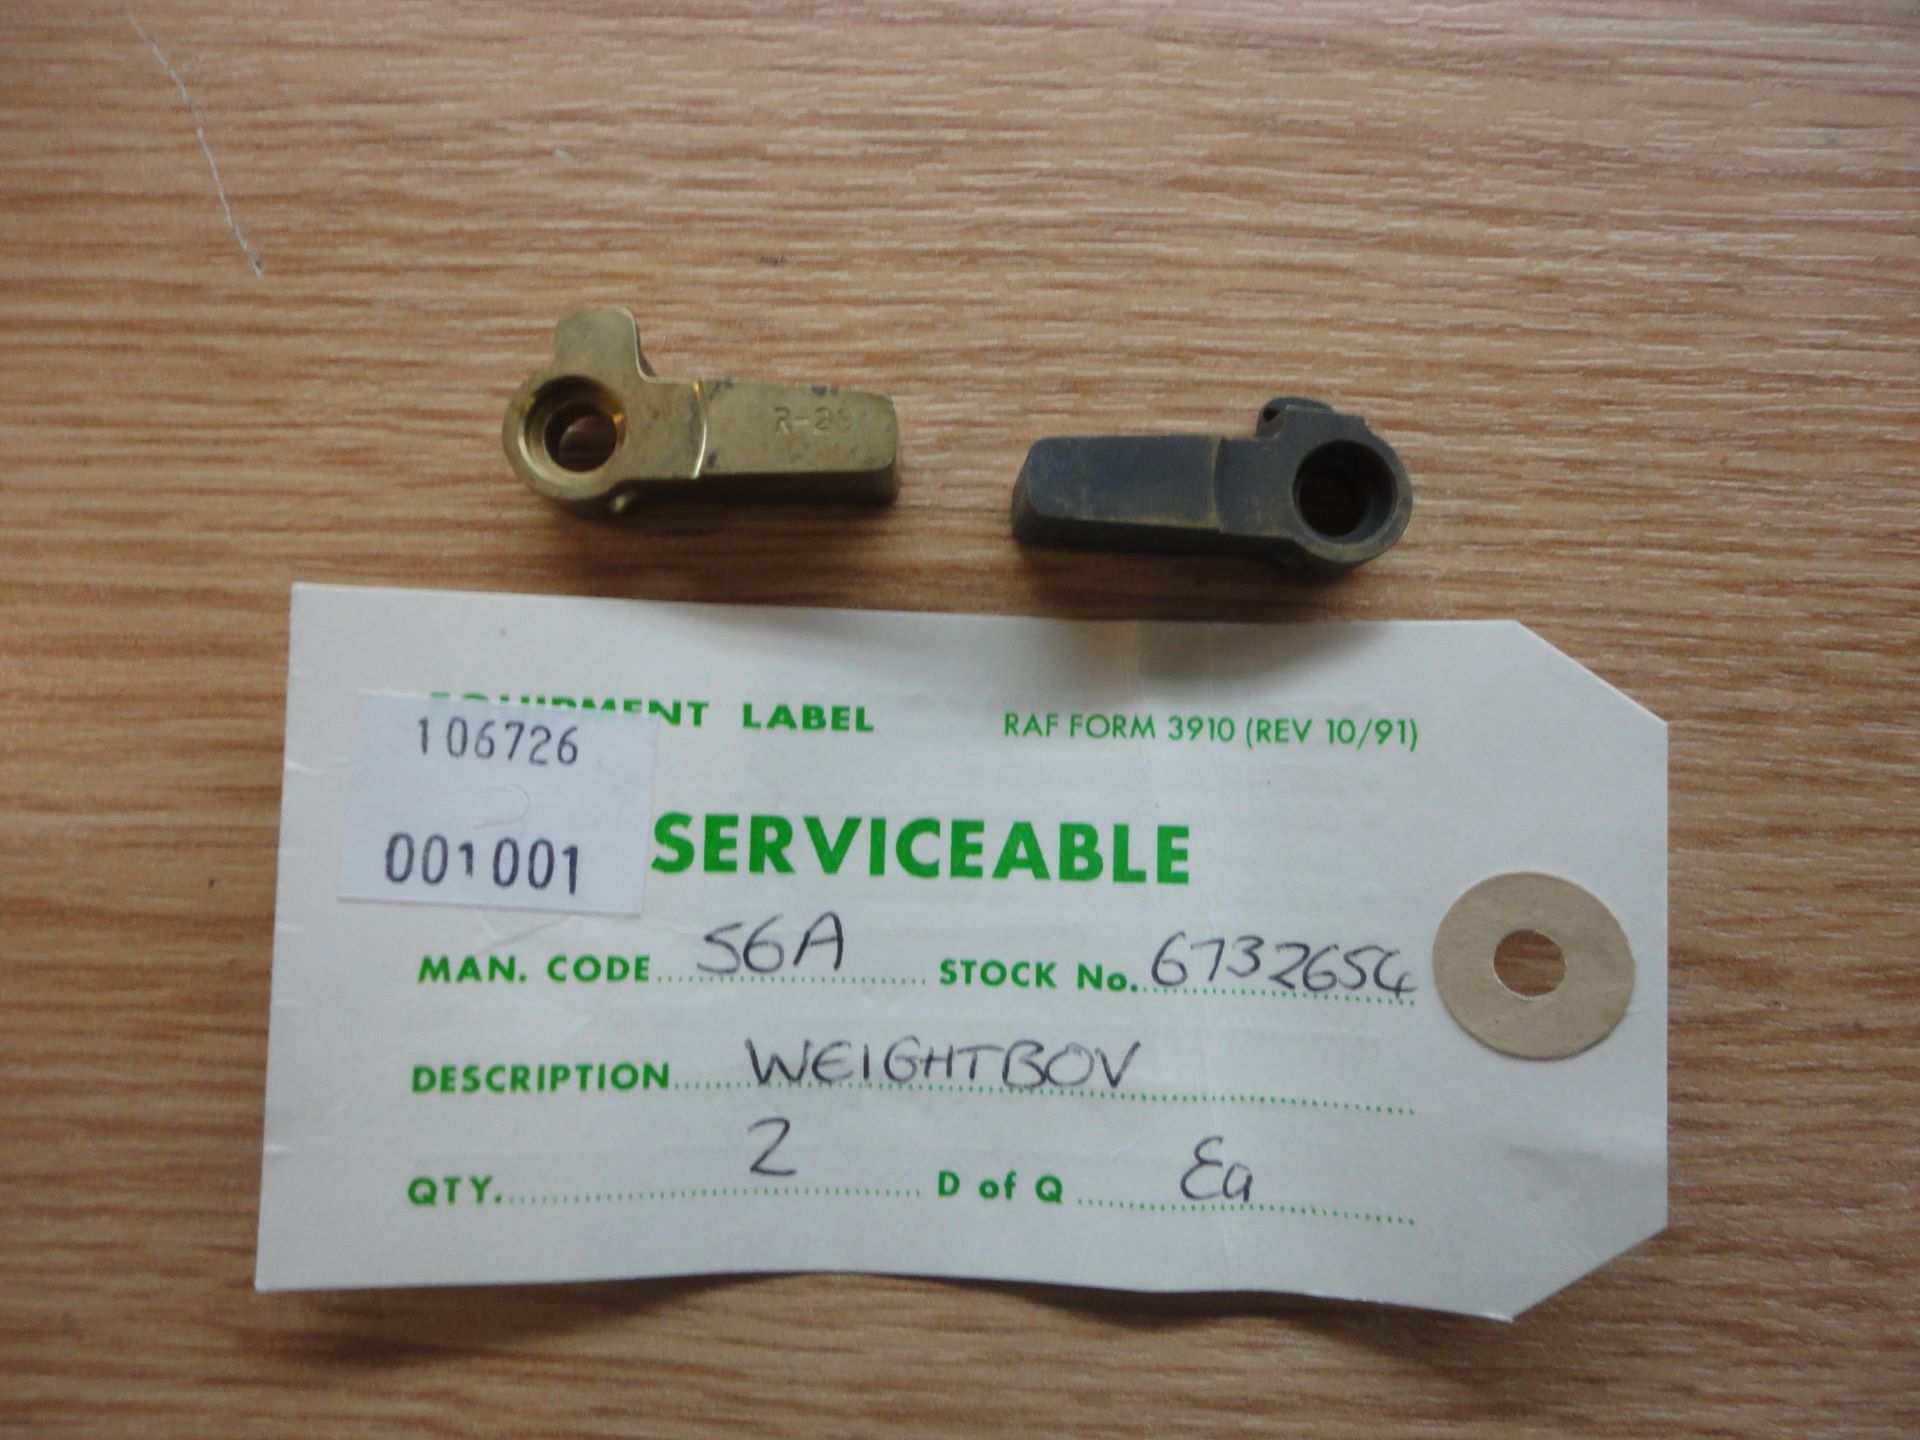 R-28
EQUIPMENT LABEL RAF FORM 3910 (REV 10/91)
106726
001001
SERVICEABLE
MAN. CODE 56A STOCK No. 6732654
DESCRIPTION WEIGHTBOV
QTY. 2 D of Q Ea